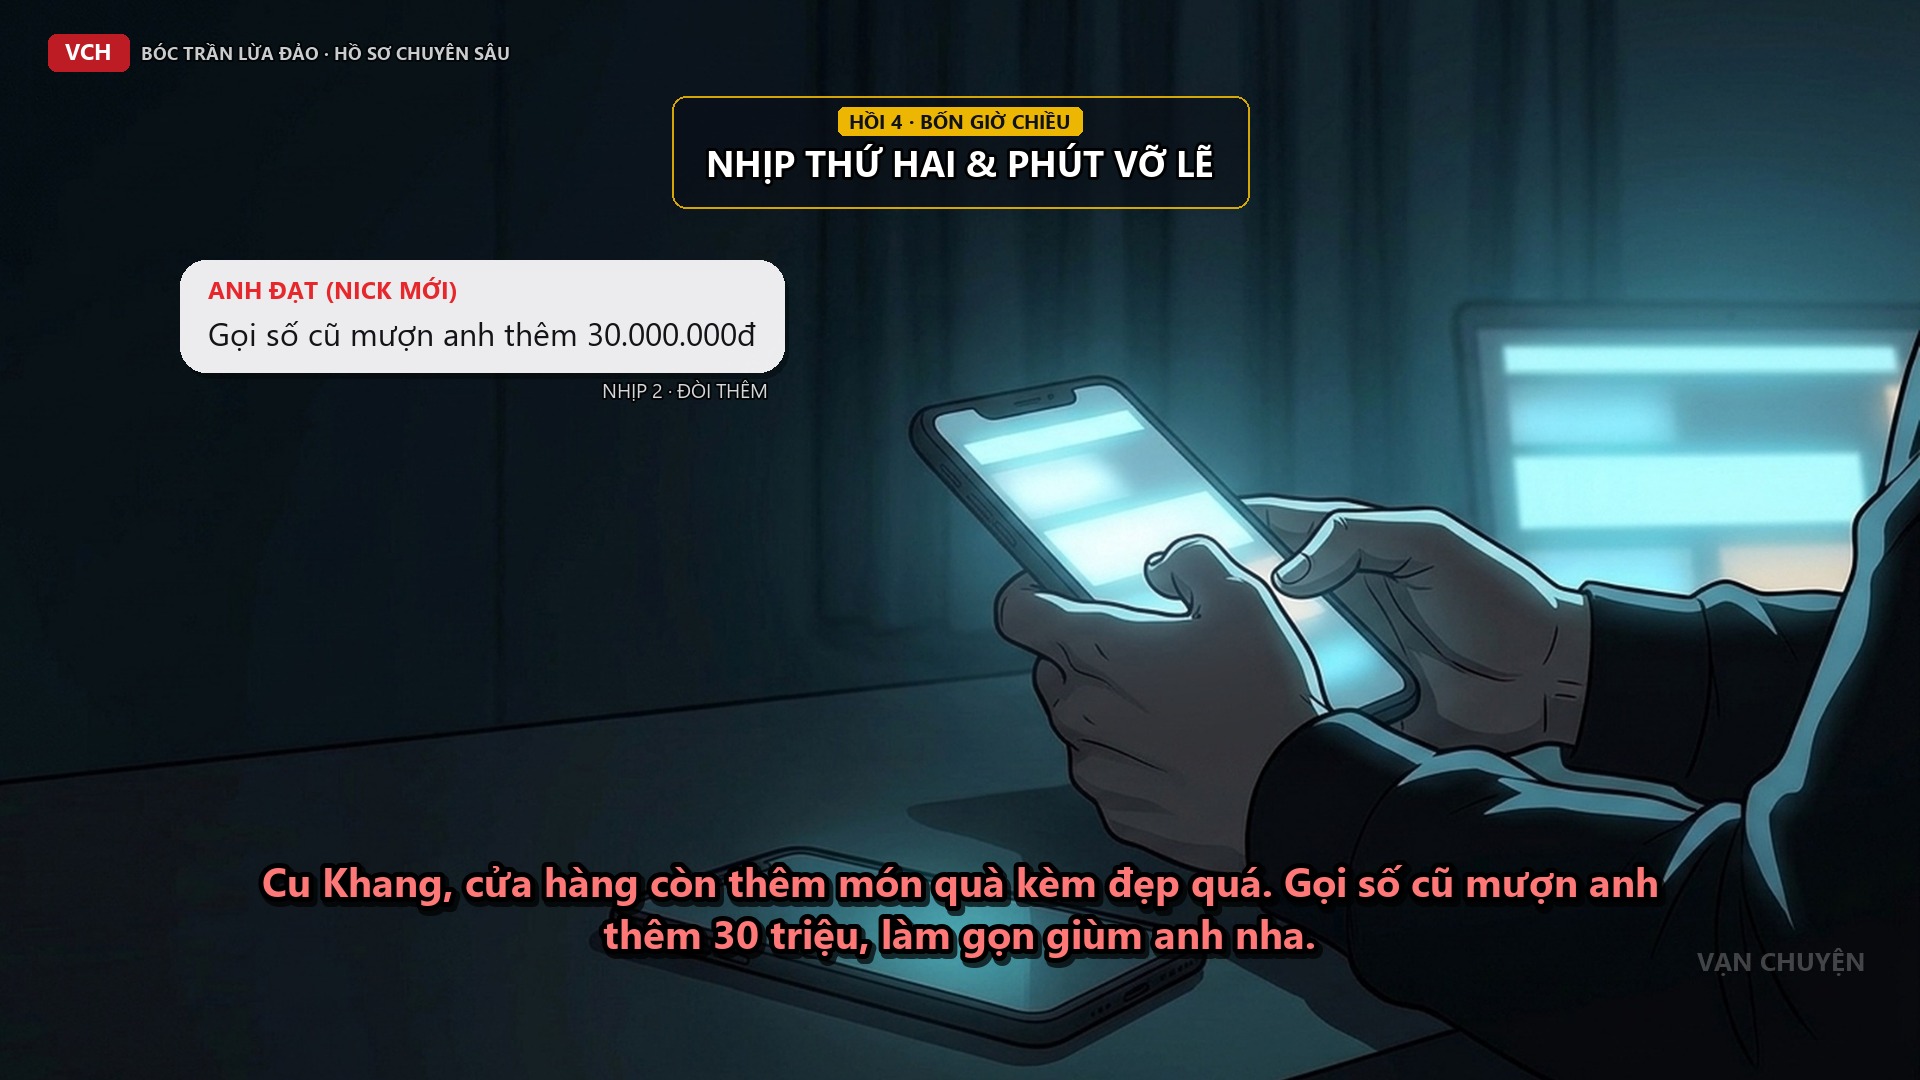 VCH BÓC TRẦN LỪA ĐẢO · HỒ SƠ CHUYÊN SÂU
HỒI 4 · BỐN GIỜ CHIỀU
NHỊP THỨ HAI & PHÚT VỠ LẼ
ANH ĐẠT (NICK MỚI)
Gọi số cũ mượn anh thêm 30.000.000đ
NHỊP 2 · ĐÒI THÊM
Cu Khang, cửa hàng còn thêm món quà kèm đẹp quá. Gọi số cũ mượn anh
thêm 30 triệu, làm gọn giùm anh nha.
VẠN CHUYỆN